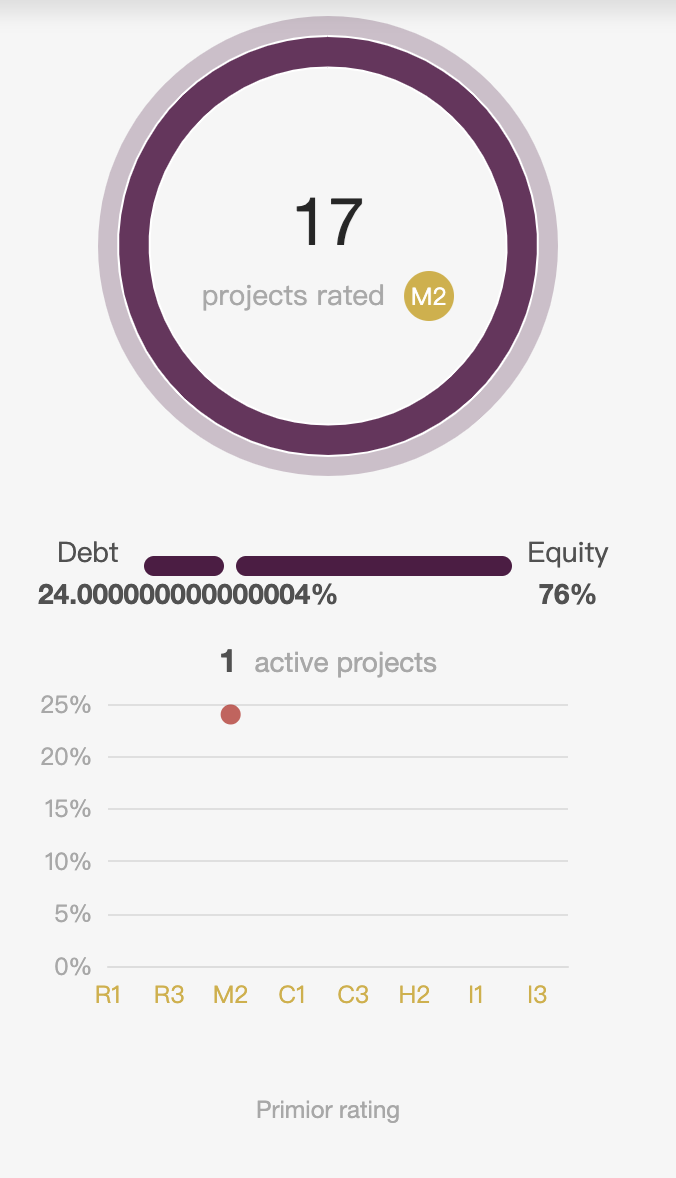 17
projects rated M2
Debt
Equity
24.000000000000004%
76%
1 active projects
25%
20%
15%
10%
5%
0%
R1 R3 M2 C1 C3 H2 I1 I3
Primior rating